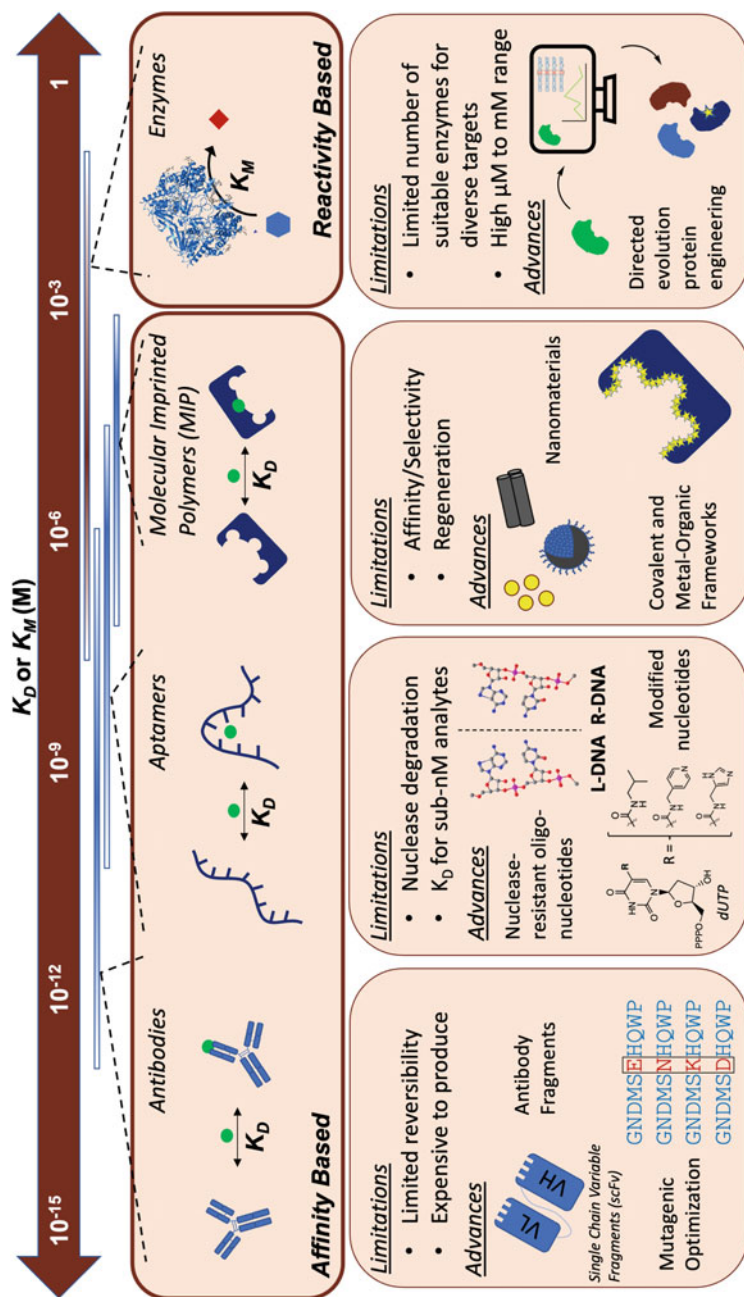 K_D or K_M (M)
10⁻¹⁵
10⁻¹²
10⁻⁹
10⁻⁶
10⁻³
1
Antibodies
K_D
Aptamers
K_D
Molecular Imprinted
Polymers (MIP)
K_D
Affinity Based
Enzymes
K_M
Reactivity Based
Limitations
• Limited reversibility
• Expensive to produce
Advances
VL
VH
Single Chain Variable
Fragments (scFv)
Antibody
Fragments
Mutagenic
Optimization
GNDMSEHQWP
GNDMSNHQWP
GNDMSKHQWP
GNDMSDHQWP
Limitations
• Nuclease degradation
• K_D for sub-nM analytes
Advances
Nuclease-
resistant oligo-
nucleotides
L-DNA
R-DNA
O
R
HN
O
N
O
PPPO
OH
dUTP
R =
O
N
H
O
N
H
N
O
N
H
N
HN
Modified
nucleotides
Limitations
• Affinity/Selectivity
• Regeneration
Advances
Nanomaterials
Covalent and
Metal-Organic
Frameworks
Limitations
• Limited number of
suitable enzymes for
diverse targets
• High µM to mM range
Advances
Directed
evolution
protein
engineering